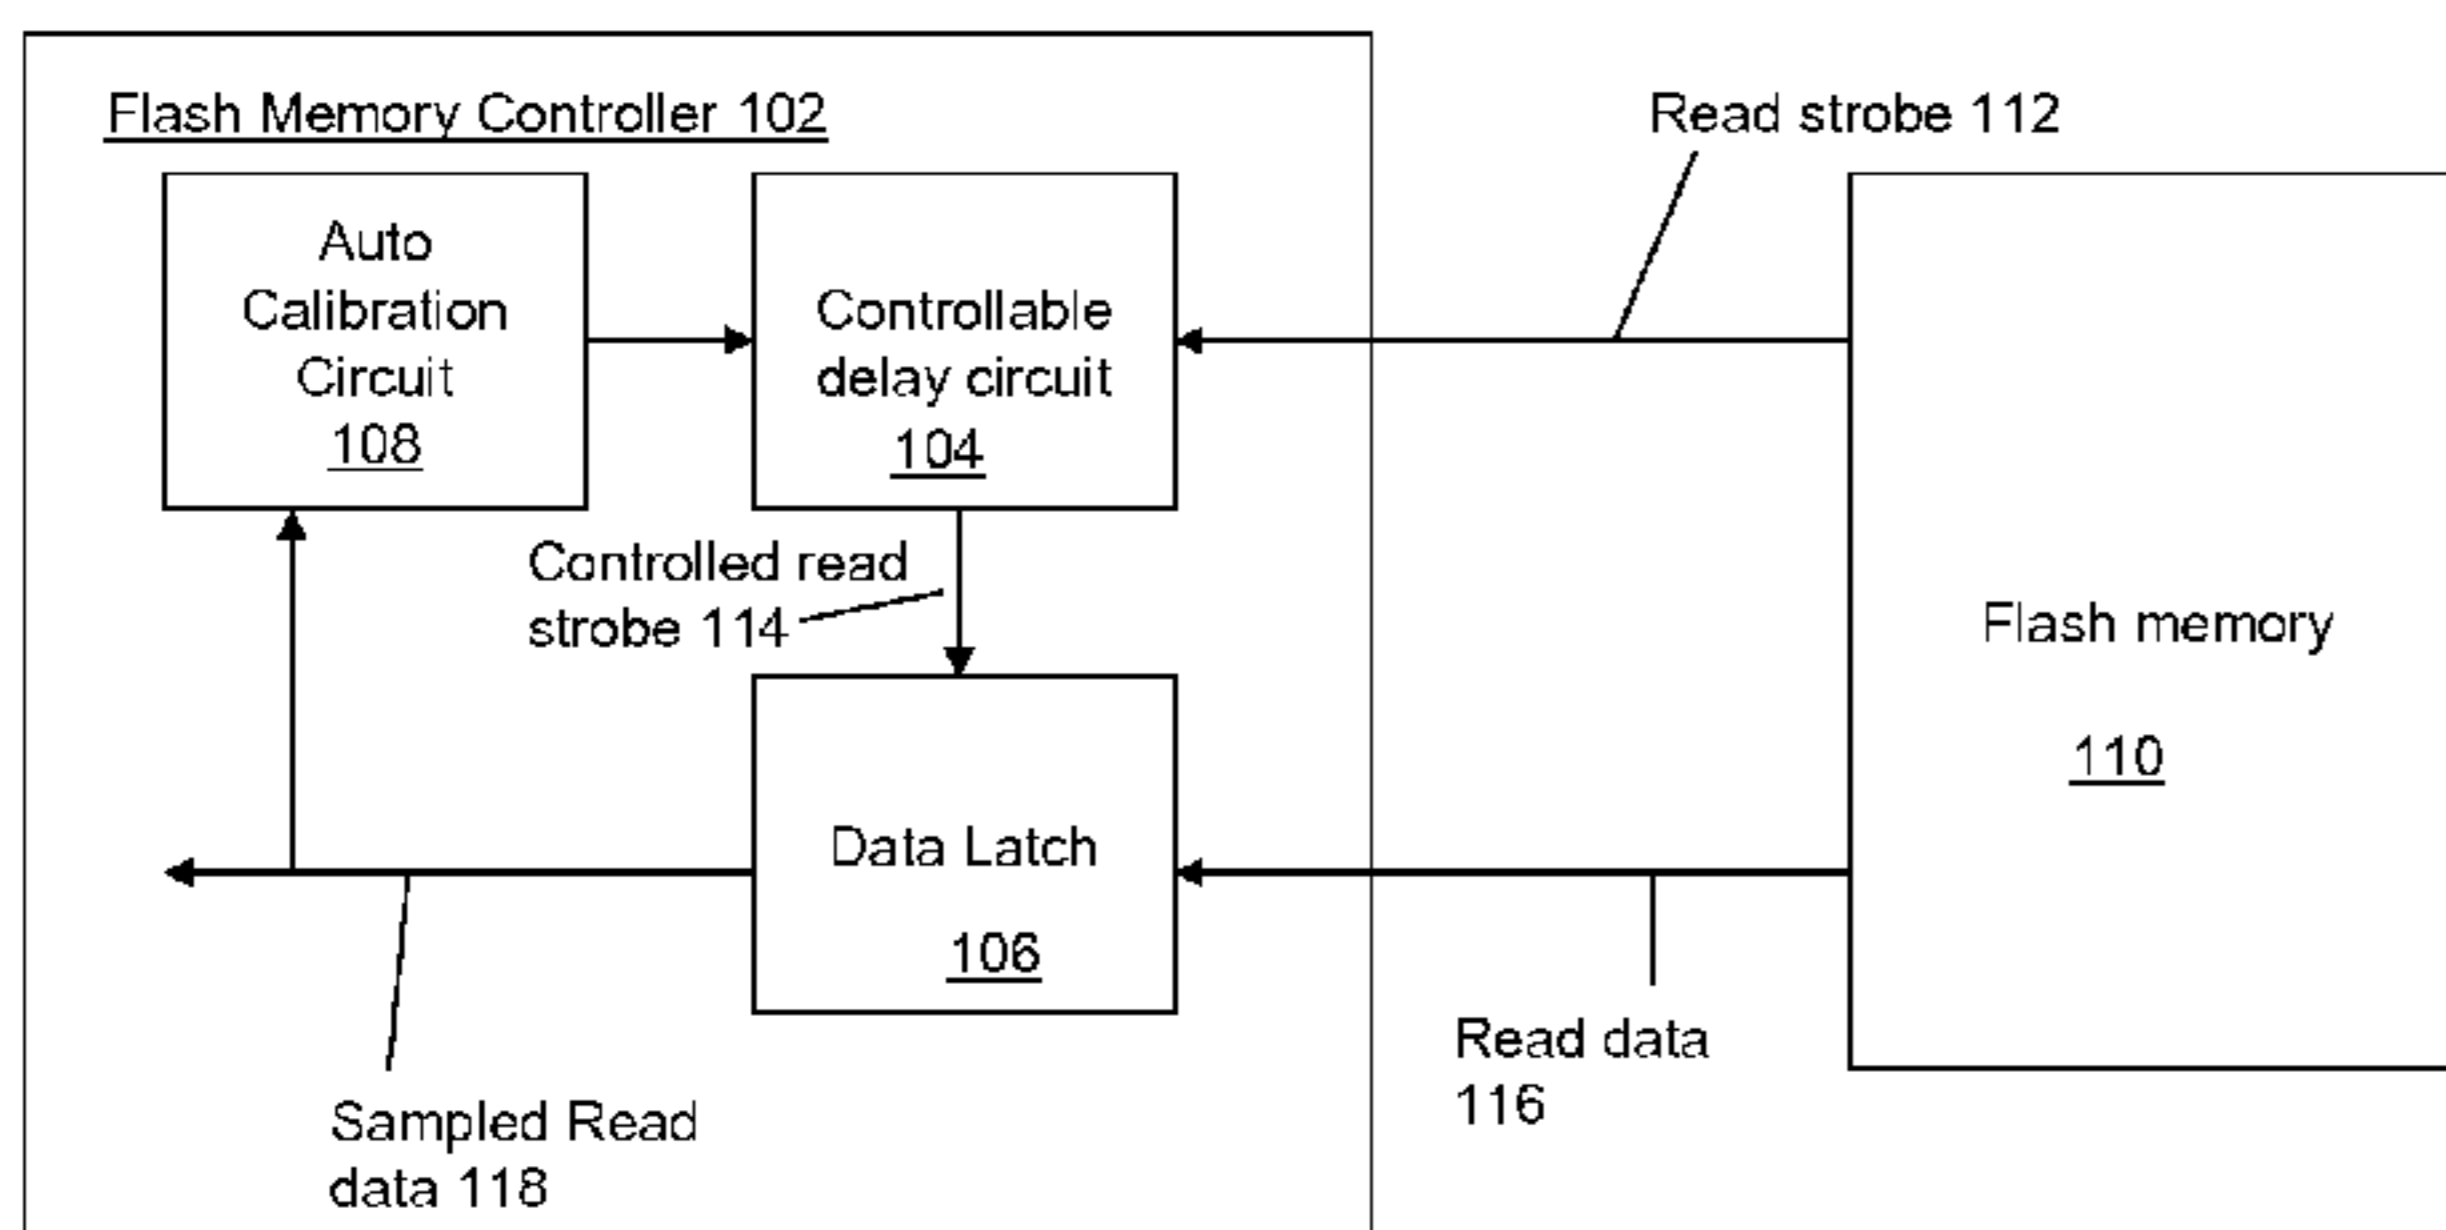 Flash Memory Controller 102
Read strobe 112
Auto
Calibration
Circuit
108
Controllable
delay circuit
104
Controlled read
strobe 114
Flash memory
110
Data Latch
106
Read data
116
Sampled Read
data 118